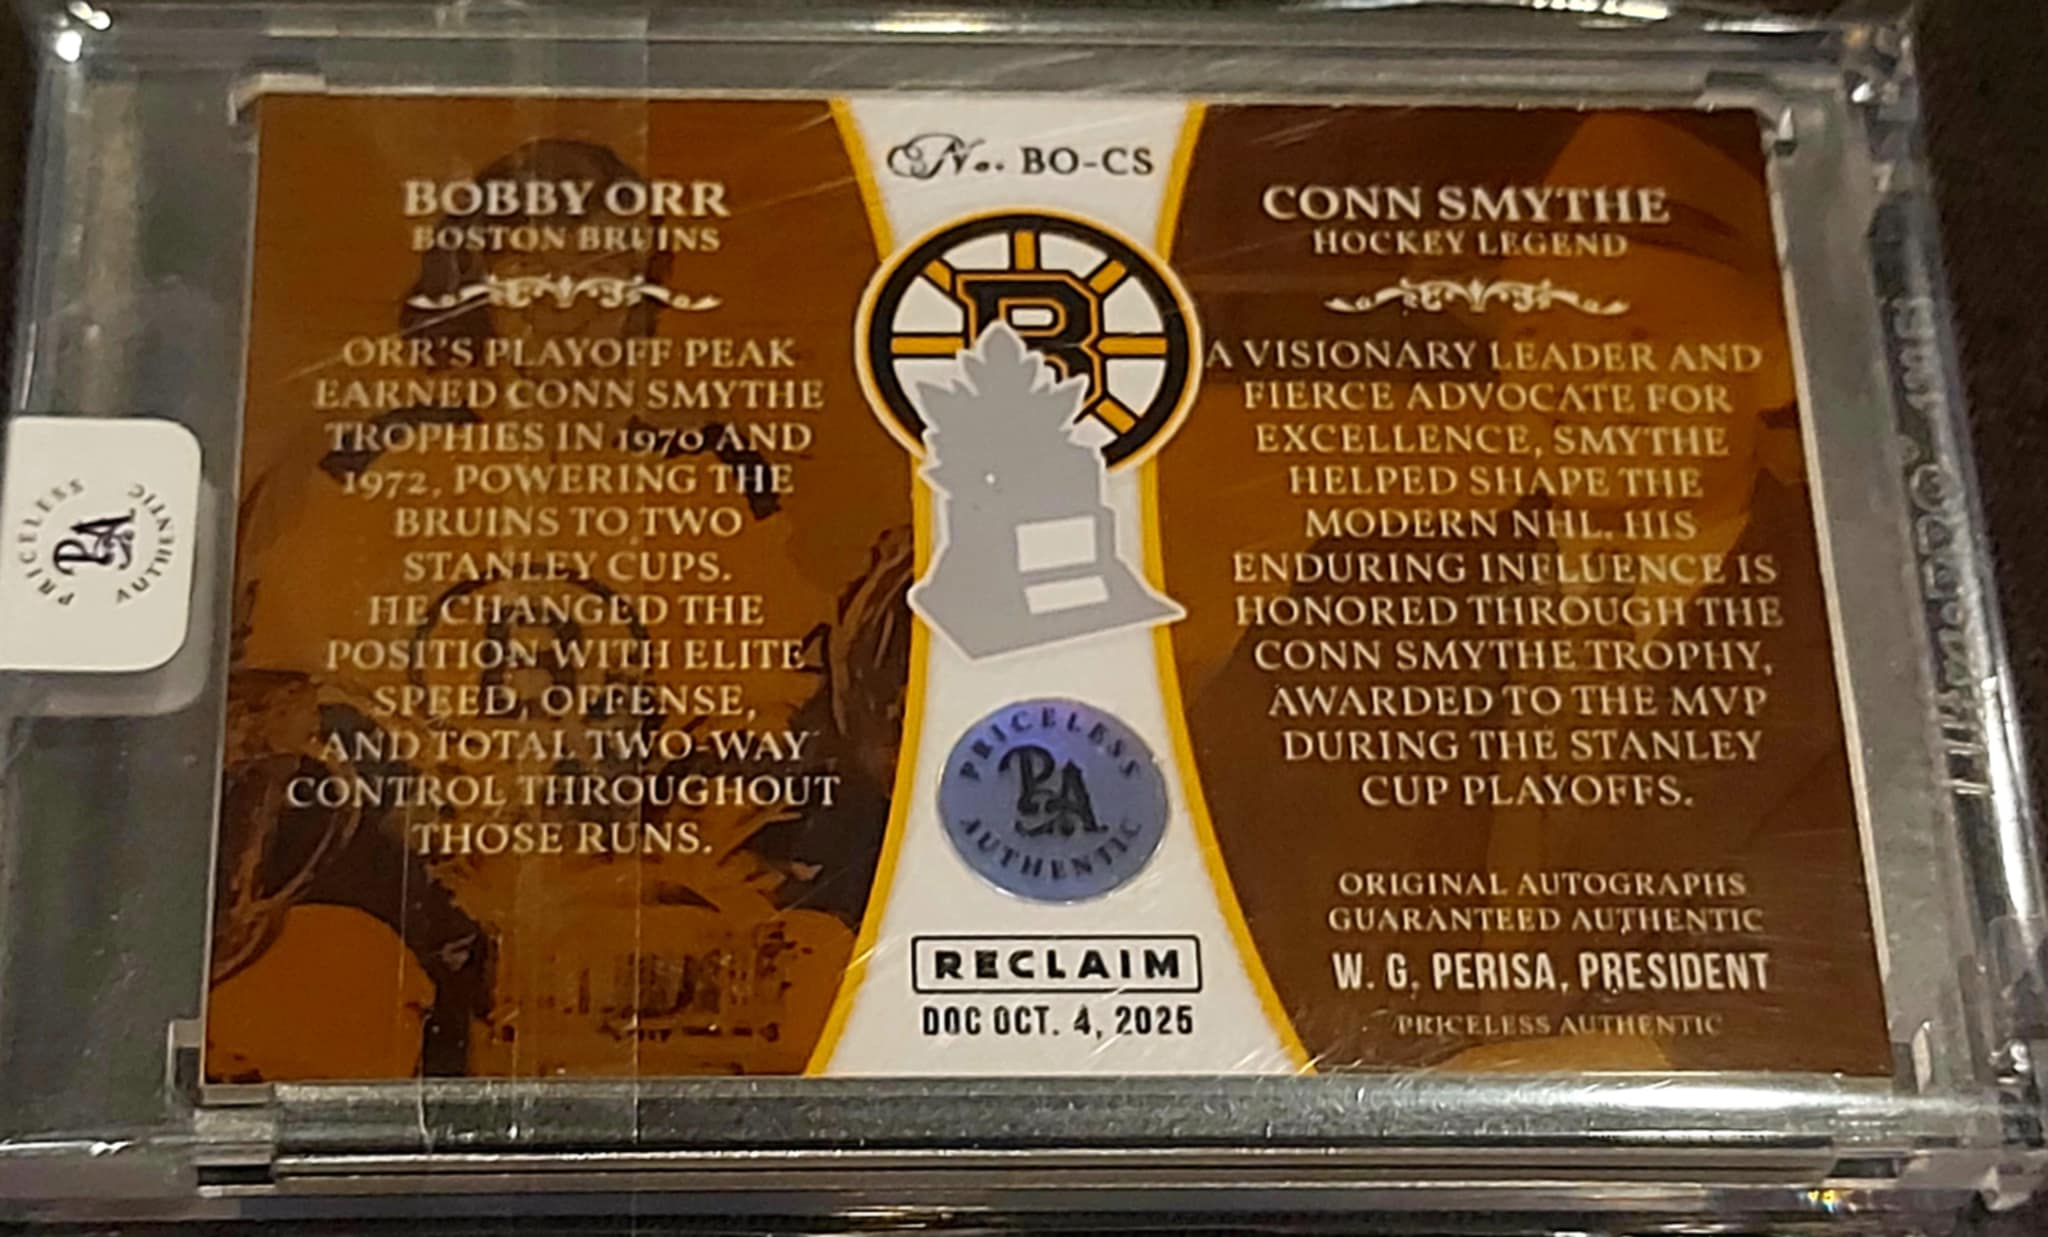 No. BO-CS
BOBBY ORR
BOSTON BRUINS
ORR'S PLAYOFF PEAK
EARNED CONN SMYTHE
TROPHIES IN 1970 AND
1972, POWERING THE
BRUINS TO TWO
STANLEY CUPS.
HE CHANGED THE
POSITION WITH ELITE
SPEED, OFFENSE,
AND TOTAL TWO-WAY
CONTROL THROUGHOUT
THOSE RUNS.
B
PRICELESS
PA
AUTHENTIC
RECLAIM
DOC OCT. 4, 2025
CONN SMYTHE
HOCKEY LEGEND
A VISIONARY LEADER AND
FIERCE ADVOCATE FOR
EXCELLENCE, SMYTHE
HELPED SHAPE THE
MODERN NHL. HIS
ENDURING INFLUENCE IS
HONORED THROUGH THE
CONN SMYTHE TROPHY,
AWARDED TO THE MVP
DURING THE STANLEY
CUP PLAYOFFS.
ORIGINAL AUTOGRAPHS
GUARANTEED AUTHENTIC
W. G. PERISA, PRESIDENT
PRICELESS AUTHENTIC
PRICELESS
PA
AUTHENTIC